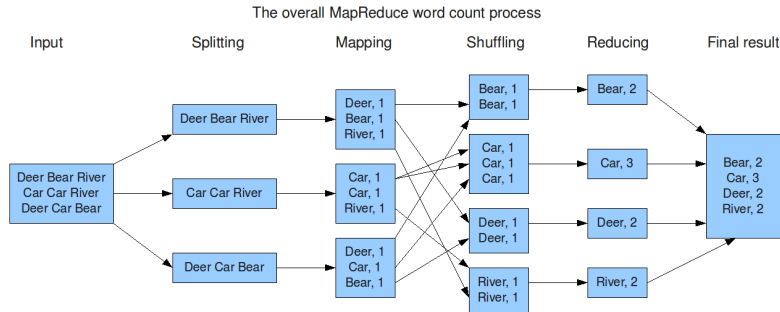 The overall MapReduce word count process
Input
Splitting
Mapping
Shuffling
Reducing
Final result
Deer Bear River
Car Car River
Deer Car Bear
Deer Bear River
Car Car River
Deer Car Bear
Deer, 1
Bear, 1
River, 1
Car, 1
Car, 1
River, 1
Deer, 1
Car, 1
Bear, 1
Bear, 1
Bear, 1
Car, 1
Car, 1
Car, 1
Deer, 1
Deer, 1
River, 1
River, 1
Bear, 2
Car, 3
Deer, 2
River, 2
Bear, 2
Car, 3
Deer, 2
River, 2